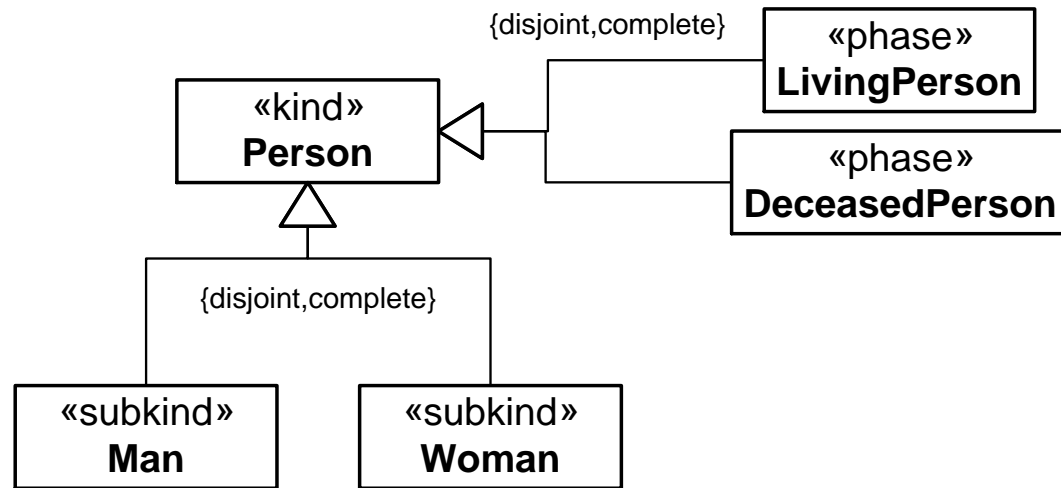 {disjoint,complete}
«phase»
LivingPerson
«kind»
Person
«phase»
DeceasedPerson
{disjoint,complete}
«subkind»
Man
«subkind»
Woman